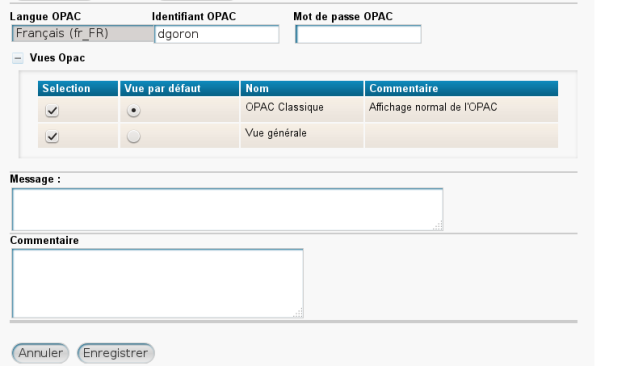 Langue OPAC Identifiant OPAC Mot de passe OPAC
Français (fr_FR) dgoron
Vues Opac
Selection Vue par défaut Nom Commentaire
OPAC Classique Affichage normal de l'OPAC
Vue générale
Message :
Commentaire
Annuler Enregistrer